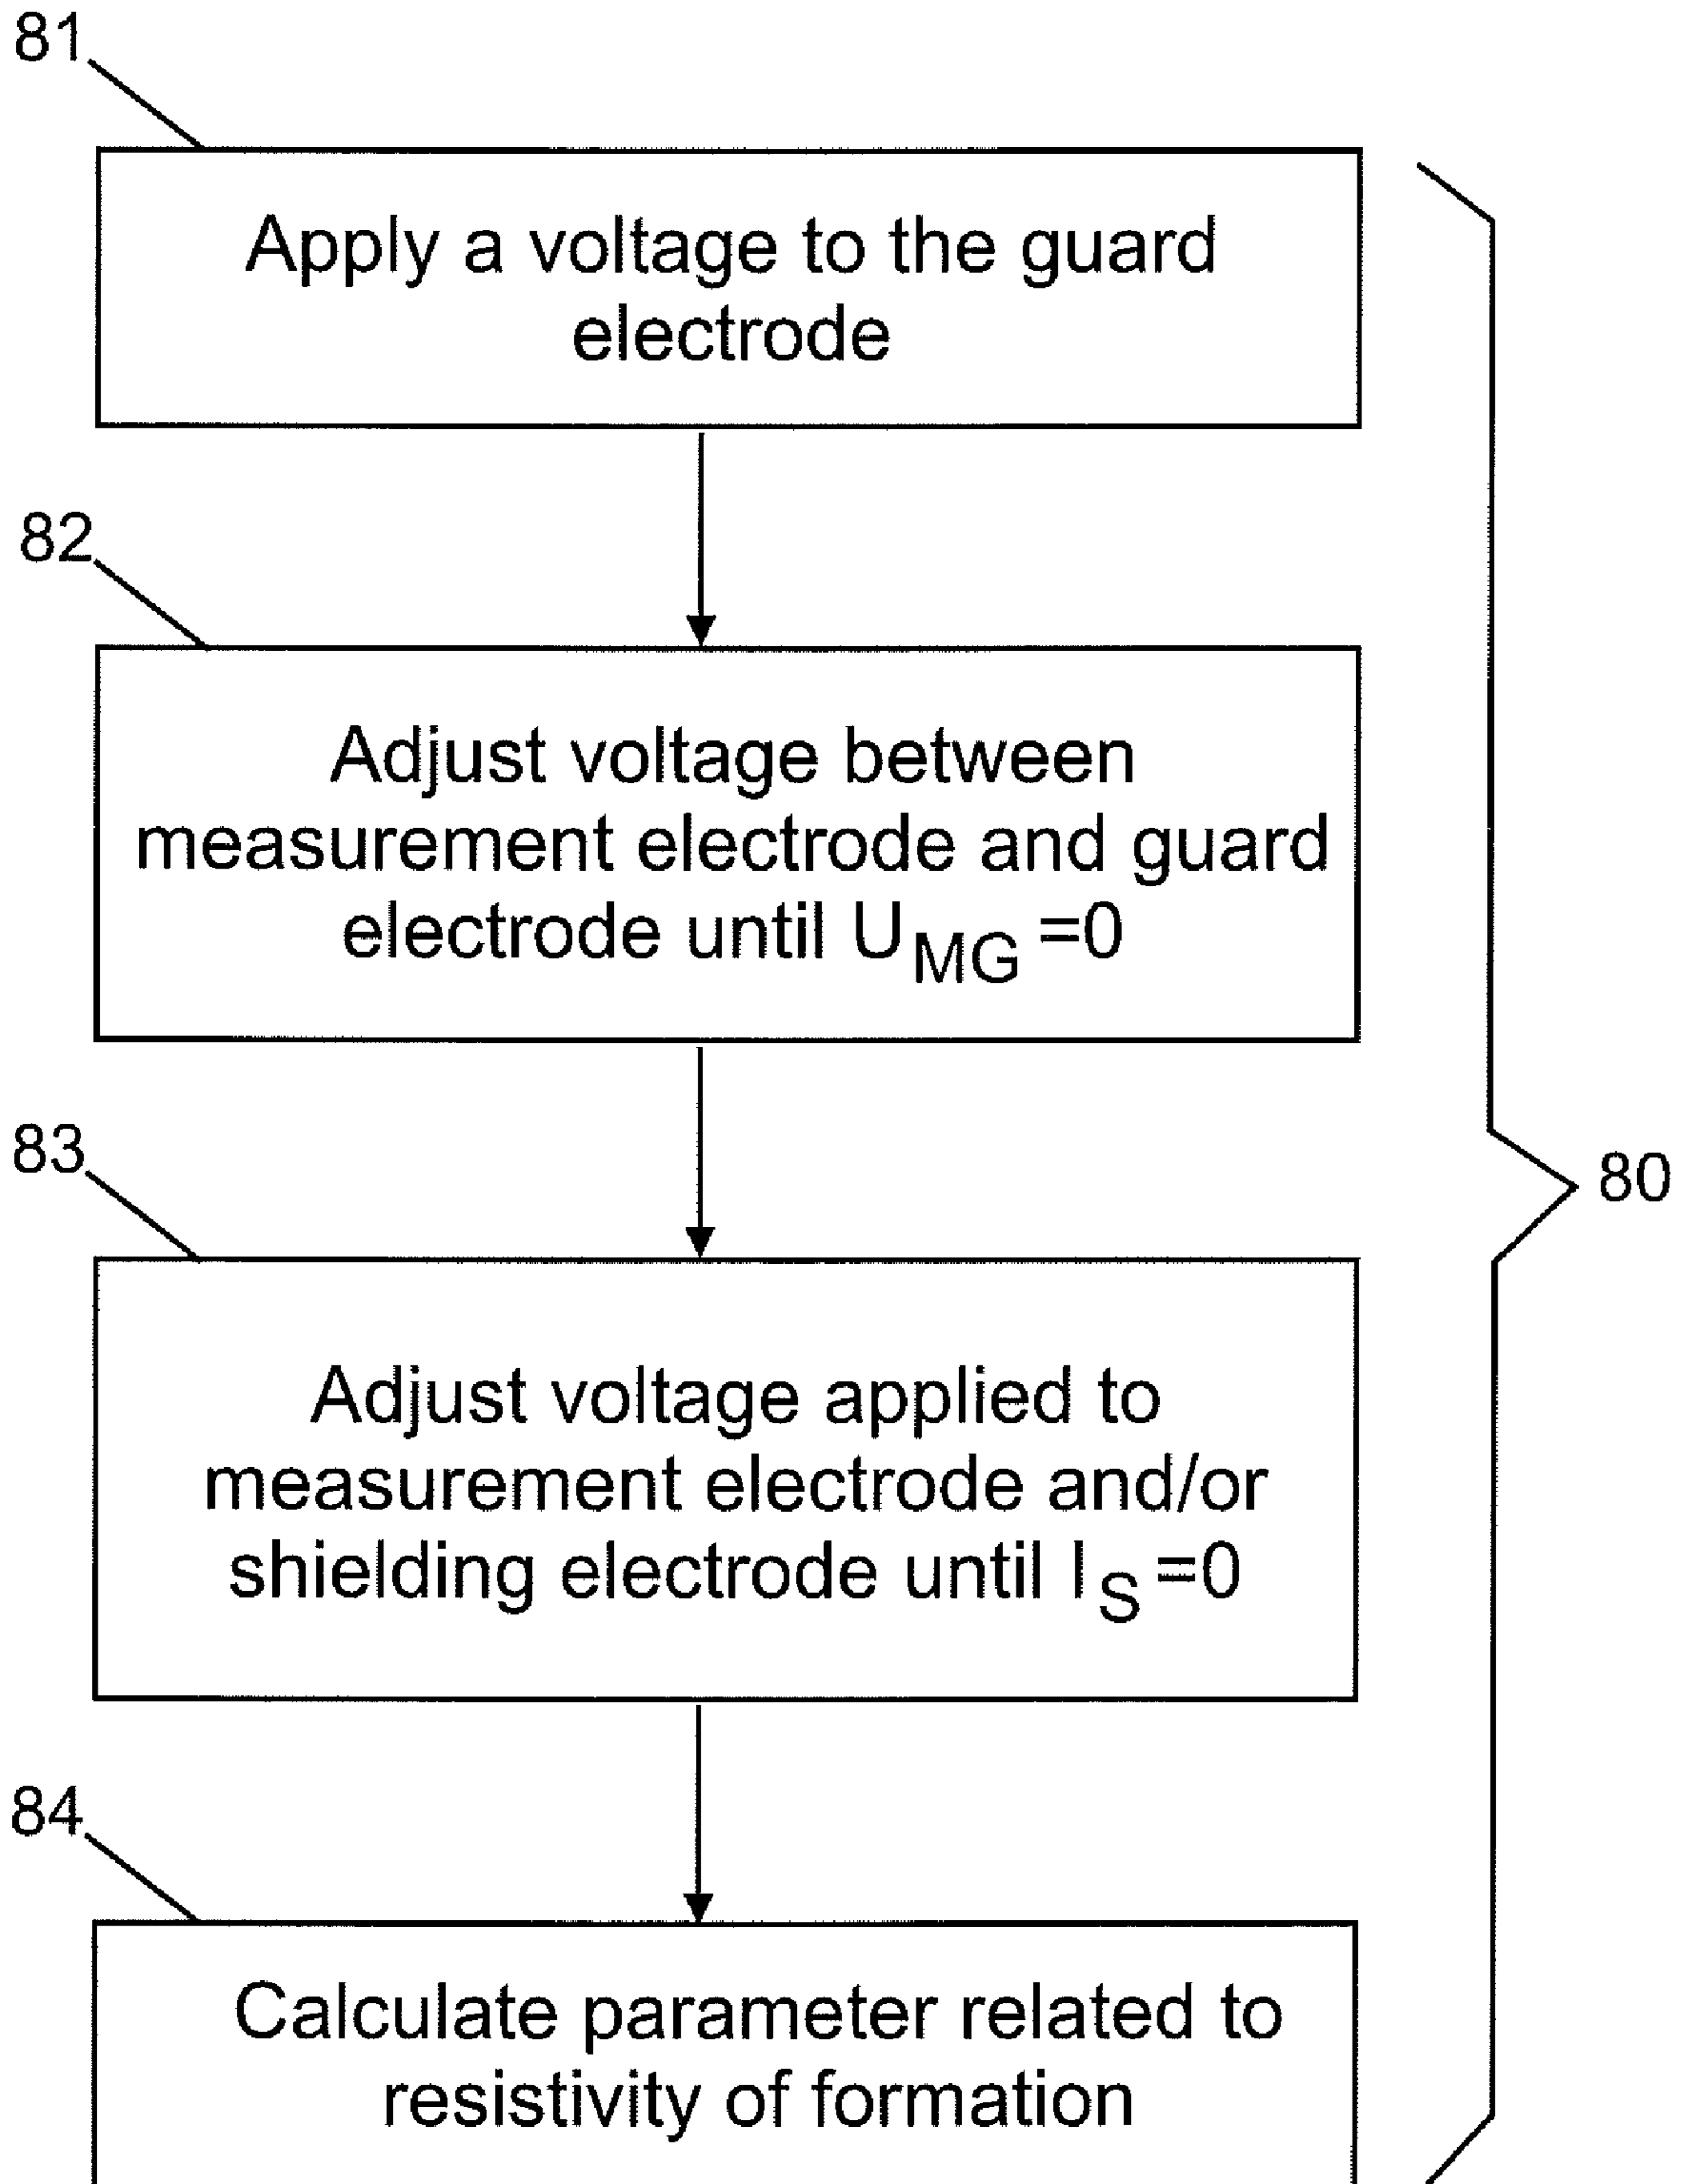 81
Apply a voltage to the guard
electrode
82
Adjust voltage between
measurement electrode and guard
electrode until U_MG =0
83
80
Adjust voltage applied to
measurement electrode and/or
shielding electrode until I_S =0
84
Calculate parameter related to
resistivity of formation